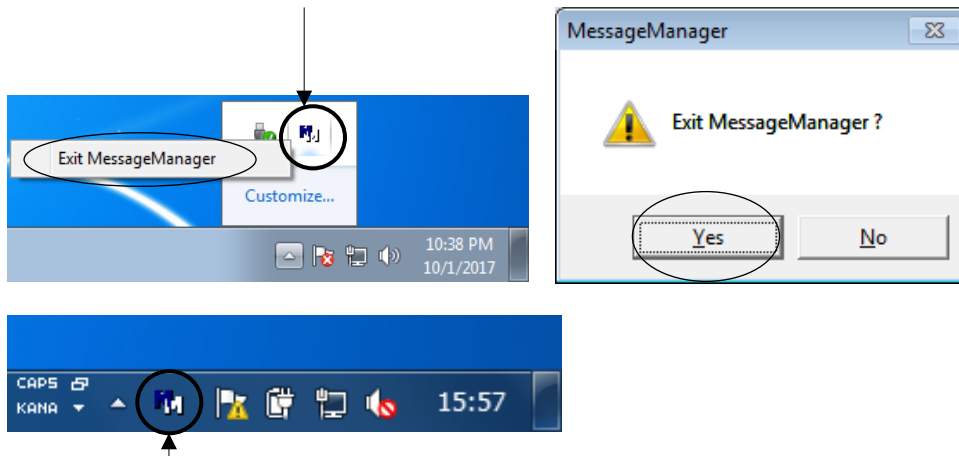 MessageManager
Exit MessageManager ?
Yes
No
Exit MessageManager
Customize...
10:38 PM
10/1/2017
CAPS
KANA
15:57